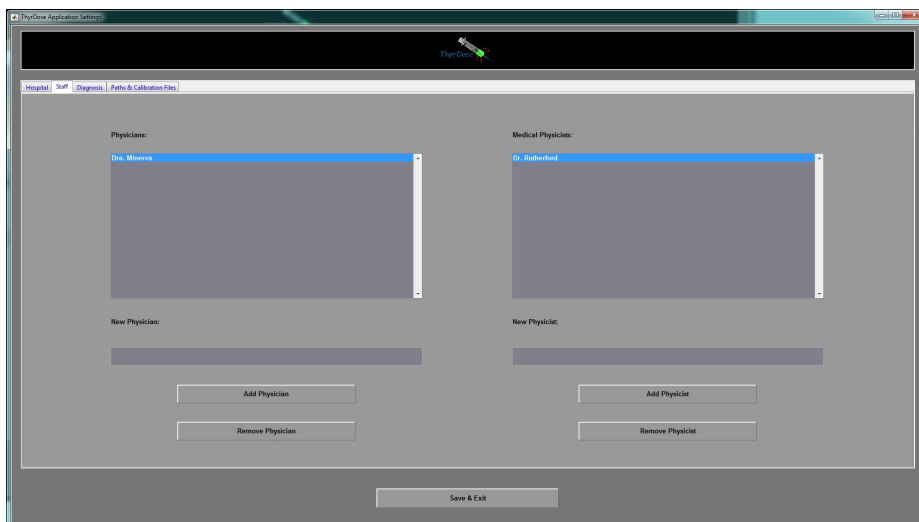 ThyrDose Application Settings
ThyrDose
Hospital Staff Diagnosis Paths & Calibration Files
Physicians:
Dra. Minerva
Medical Physicists:
Dr. Rutherford
New Physician:
New Physicist:
Add Physician
Add Physicist
Remove Physician
Remove Physicist
Save & Exit